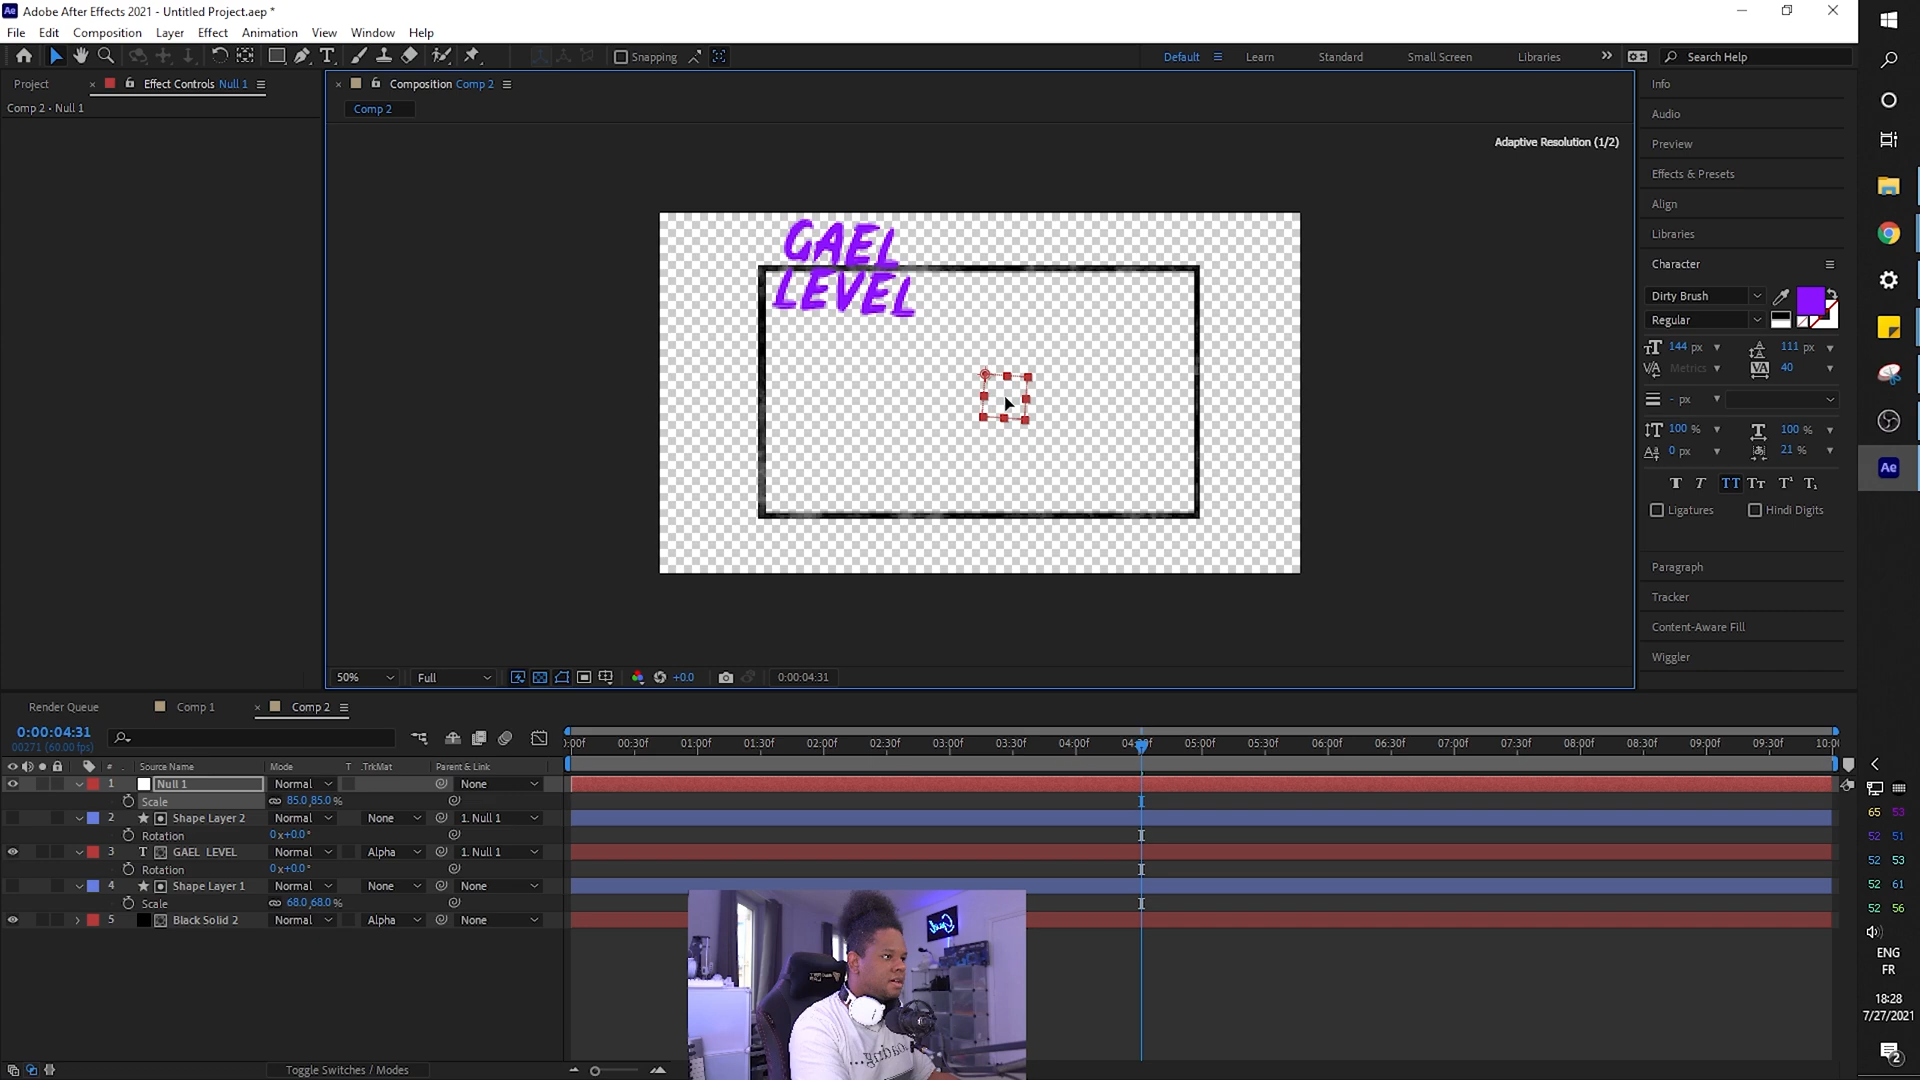 Adobe After Effects 2021 - Untitled Project.aep *
File Edit Composition Layer Effect Animation View Window Help
Snapping
Default Learn Standard Small Screen Libraries Search Help
Project
Effect Controls Null 1
Comp 2 • Null 1
Composition Comp 2
Comp 2
Adaptive Resolution (1/2)
GAEL
LEVEL
50% Full +0.0 0:00:04:31
Info
Audio
Preview
Effects & Presets
Align
Libraries
Character
Dirty Brush
Regular
144 px 111 px
Metrics 40
- px
100 % 100 %
0 px 21 %
Ligatures Hindi Digits
Paragraph
Tracker
Content-Aware Fill
Wiggler
Render Queue Comp 1 Comp 2
0:00:04:31
00271 (60.00 fps)
:00f 00:30f 01:00f 01:30f 02:00f 02:30f 03:00f 03:30f 04:00f 05:00f 05:30f 06:00f 06:30f 07:00f 07:30f 08:00f 08:30f 09:00f 09:30f 10:00
# Source Name Mode T .TrkMat Parent & Link
1 Null 1 Normal None
Scale 85.0,85.0 %
2 Shape Layer 2 Normal None 1. Null 1
Rotation 0x+0.0°
3 T GAEL LEVEL Normal Alpha 1. Null 1
Rotation 0x+0.0°
4 Shape Layer 1 Normal None None
Scale 68.0,68.0 %
5 Black Solid 2 Normal Alpha None
Toggle Switches / Modes
Ae
65 53
52 51
52 53
52 61
52 56
ENG
FR
18:28
7/27/2021
2